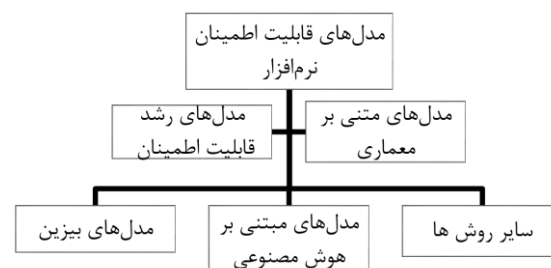 مدل‌های قابلیت اطمینان
نرم‌افزار
مدل‌های متنی بر
معماری
مدل‌های رشد
قابلیت اطمینان
سایر روش ها
مدل‌های مبتنی بر
هوش مصنوعی
مدل‌های بیزین